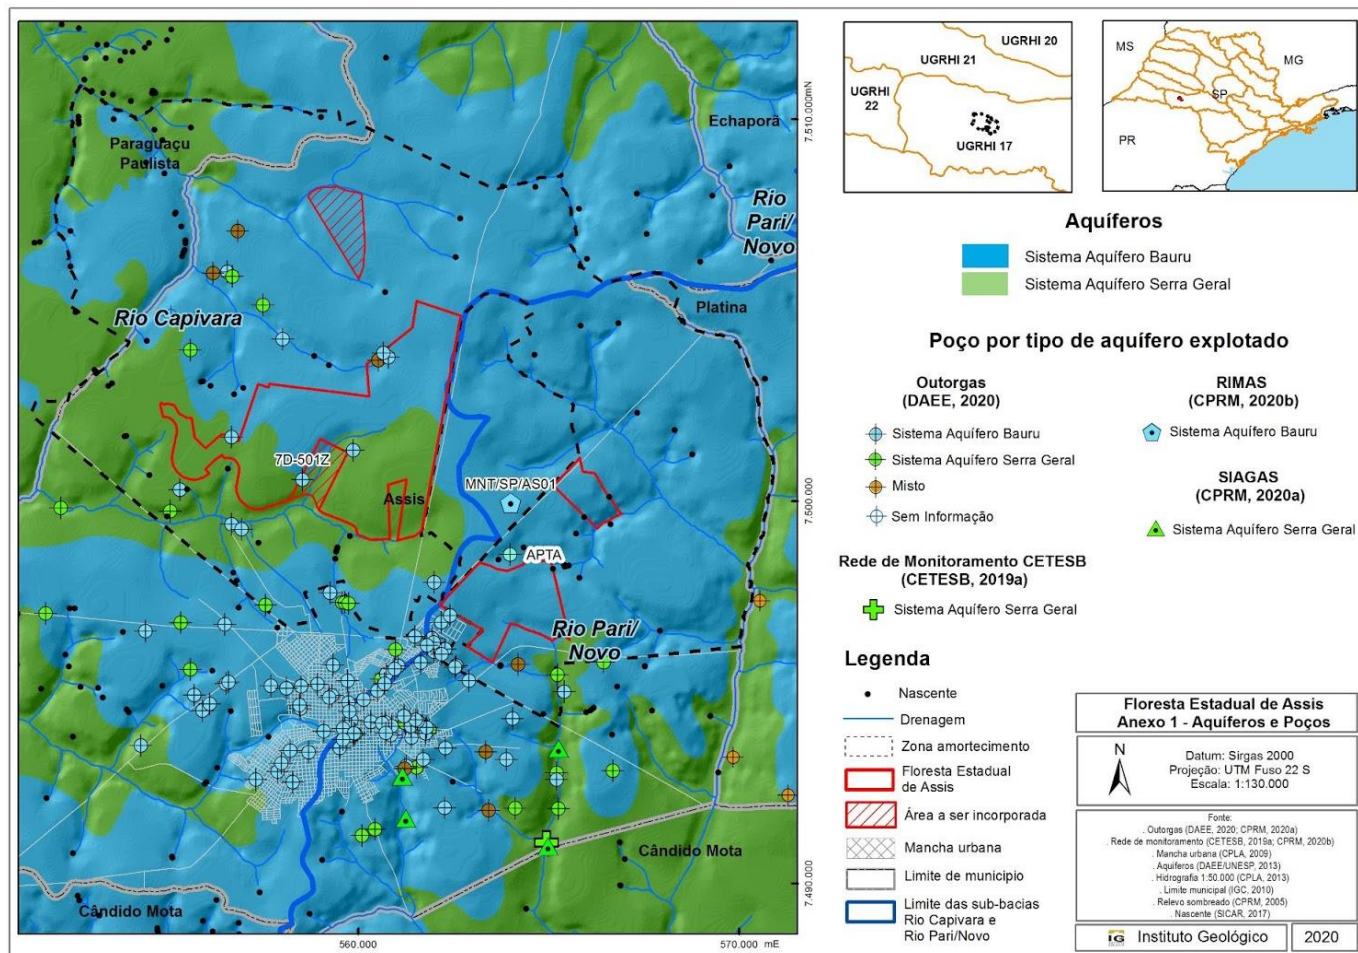 Paraguaçu
Paulista
Echaporã
Rio
Pari/
Novo
Rio Capivara
Platina
7D-501Z
Assis
MNT/SP/AS01
APTA
Rio Pari/
Novo
Cândido Mota
Cândido Mota
7.510.000mN
7.500.000
7.490.000
560.000
570.000 mE
UGRHI 20
UGRHI 21
UGRHI
22
UGRHI 17
MS
MG
SP
PR
Aquíferos
Sistema Aquífero Bauru
Sistema Aquífero Serra Geral
Poço por tipo de aquífero explotado
Outorgas
(DAEE, 2020)
Sistema Aquífero Bauru
Sistema Aquífero Serra Geral
Misto
Sem Informação
RIMAS
(CPRM, 2020b)
Sistema Aquífero Bauru
SIAGAS
(CPRM, 2020a)
Sistema Aquífero Serra Geral
Rede de Monitoramento CETESB
(CETESB, 2019a)
Sistema Aquífero Serra Geral
Legenda
Nascente
Drenagem
Zona amortecimento
Floresta Estadual
de Assis
Área a ser incorporada
Mancha urbana
Limite de municipio
Limite das sub-bacias
Rio Capivara e
Rio Pari/Novo
Floresta Estadual de Assis
Anexo 1 - Aquíferos e Poços
N
Datum: Sirgas 2000
Projeção: UTM Fuso 22 S
Escala: 1:130.000
Fonte:
. Outorgas (DAEE, 2020; CPRM, 2020a)
. Rede de monitoramento (CETESB, 2019a; CPRM, 2020b)
. Mancha urbana (CPLA, 2009)
. Aquíferos (DAEE/UNESP, 2013)
. Hidrografia 1:50.000 (CPLA, 2013)
. Limite municipal (IGC, 2010)
. Relevo sombreado (CPRM, 2005)
. Nascente (SICAR, 2017)
IG Instituto Geológico
2020